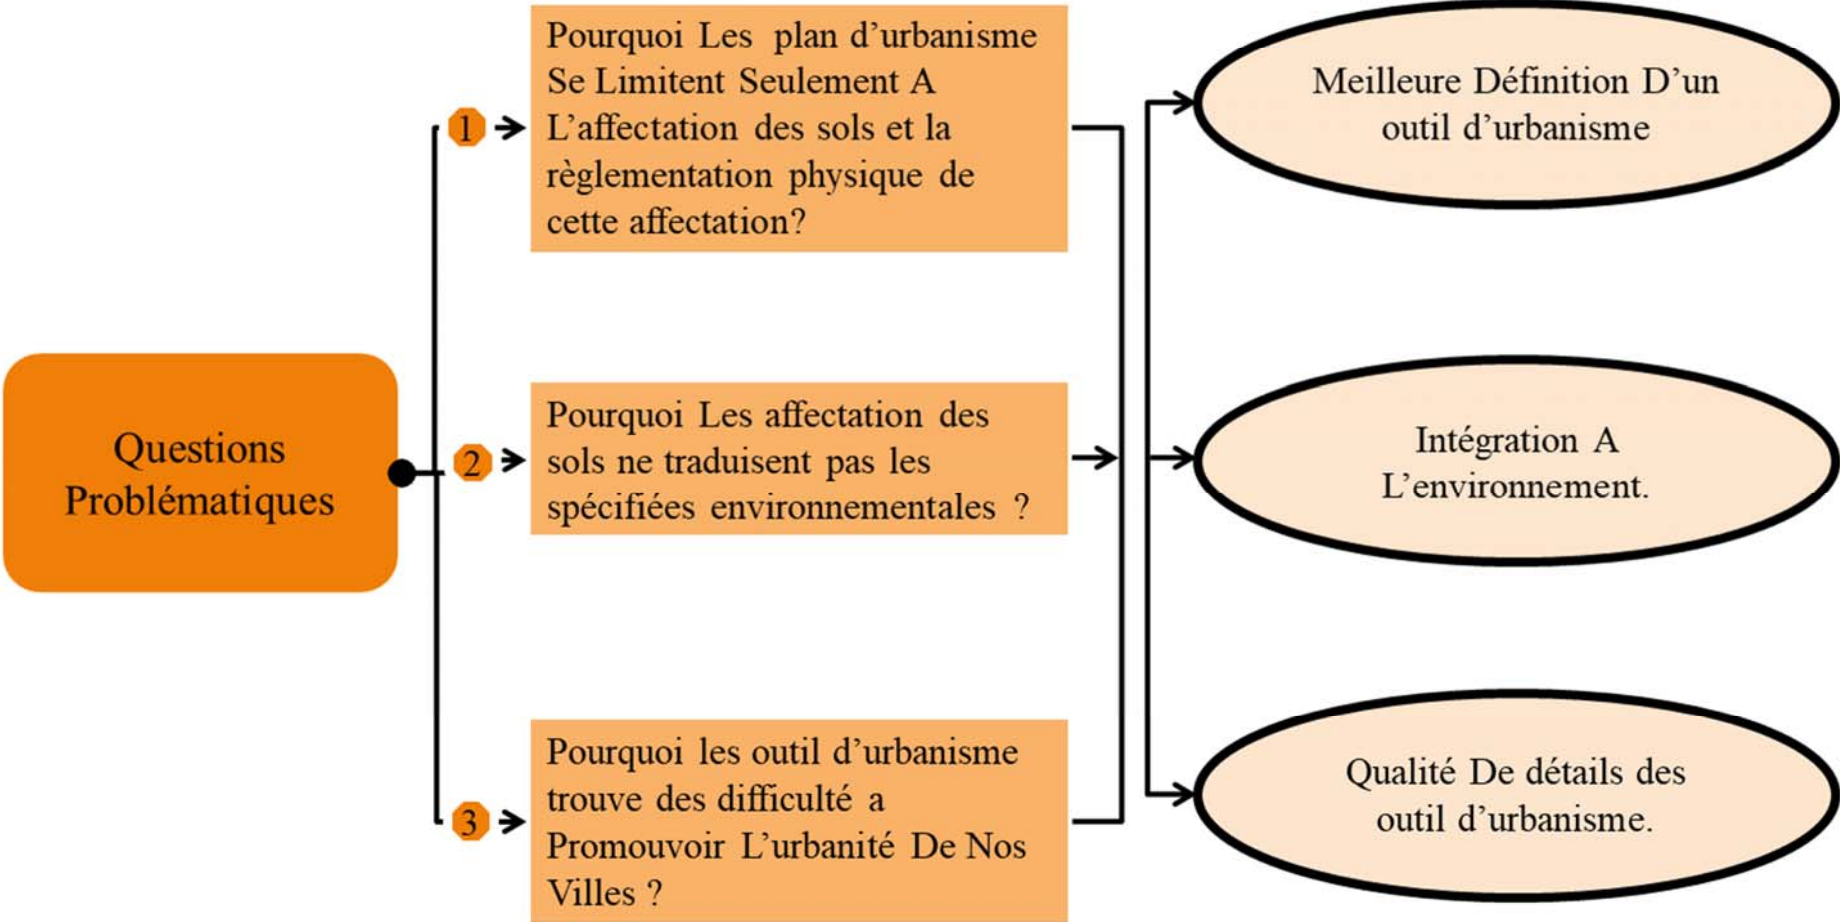 Questions
Problématiques
1
Pourquoi Les plan d’urbanisme
Se Limitent Seulement A
L’affectation des sols et la
règlementation physique de
cette affectation?
2
Pourquoi Les affectation des
sols ne traduisent pas les
spécifiées environnementales ?
3
Pourquoi les outil d’urbanisme
trouve des difficulté a
Promouvoir L’urbanité De Nos
Villes ?
Meilleure Définition D’un
outil d’urbanisme
Intégration A
L’environnement.
Qualité De détails des
outil d’urbanisme.